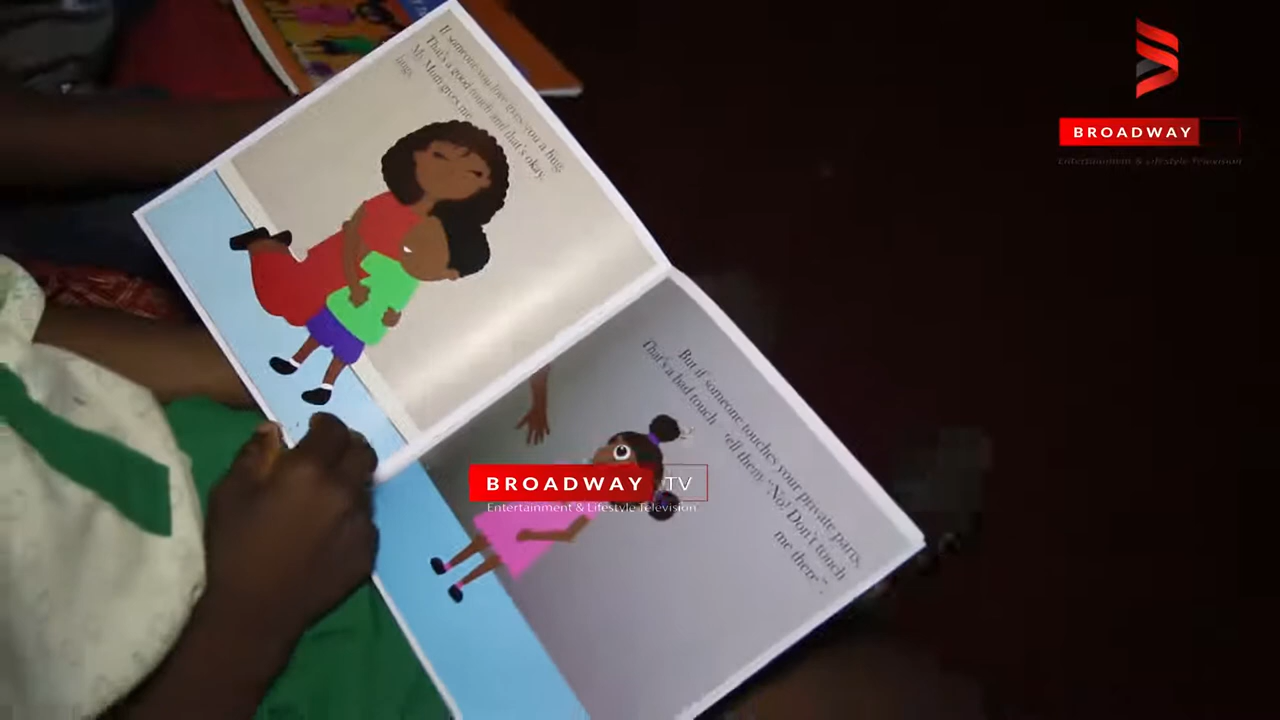 If someone you love gives you a hug,
That's a good touch and that's okay.
My Mom gives me
hugs.
But if someone touches your private parts,
That's a bad touch tell them "No! Don't touch
me there".
BROADWAY
Entertainment & Lifestyle Television
BROADWAY TV
Entertainment & Lifestyle Television